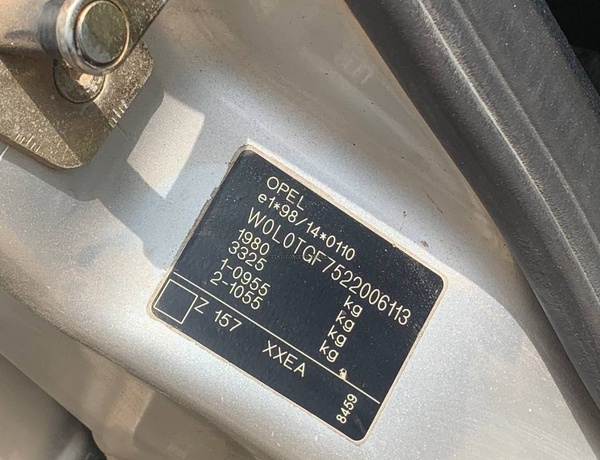 OPEL
e1*98/14*0110
W0L0TGF7522006113
1980 kg
3325 kg
1-0955 kg
2-1055 kg
Z 157 XXEA
8459